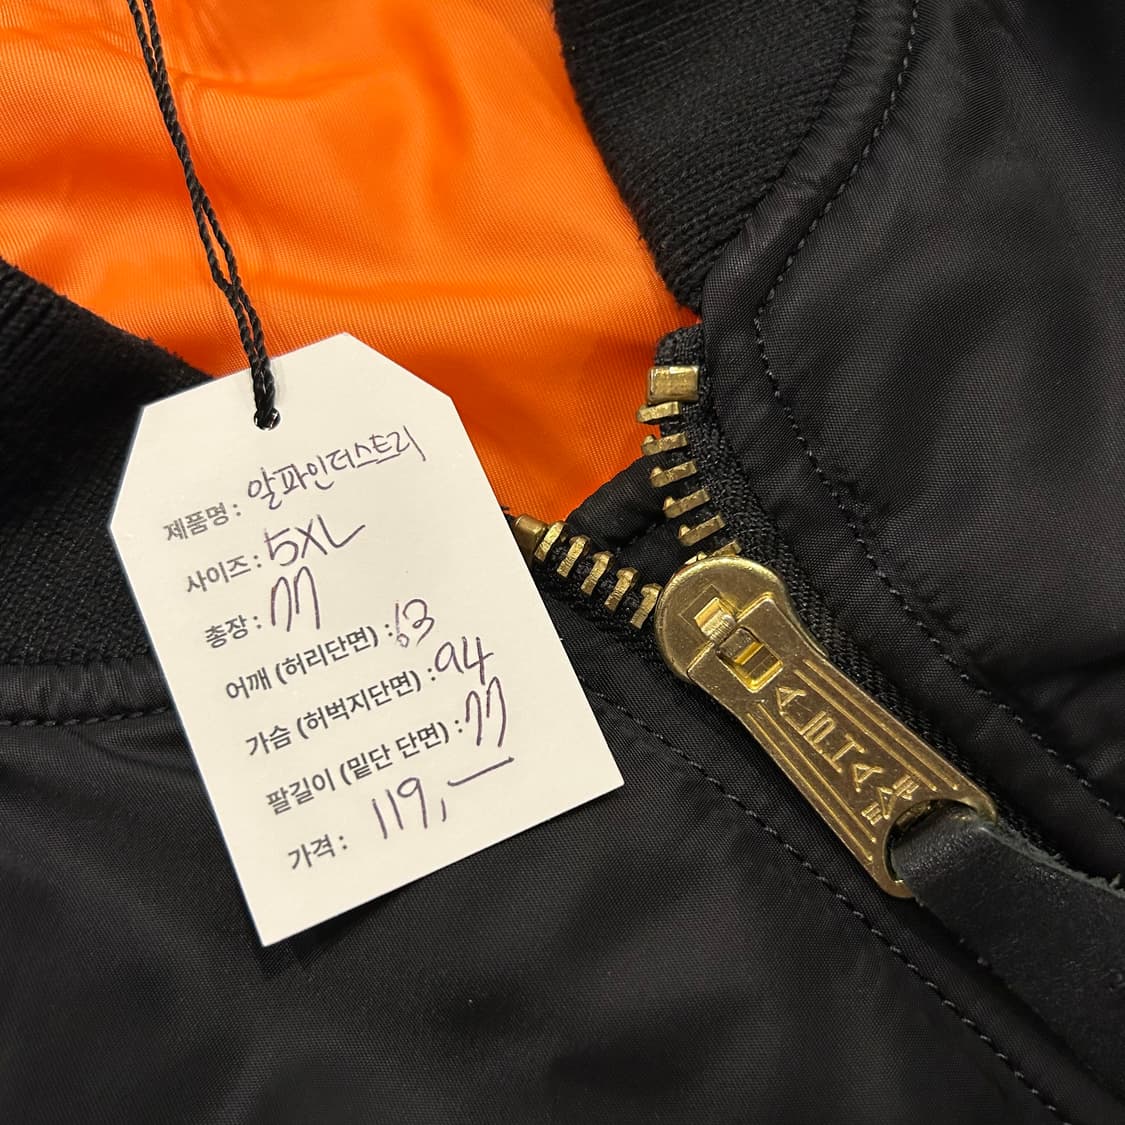 제품명 : 알파인더스트리
사이즈 : 5XL
총장 : 77
어깨 (허리단면) : 63
가슴 (허벅지단면) : 94
팔길이 (밑단 단면) : 77
가격 : 119,—